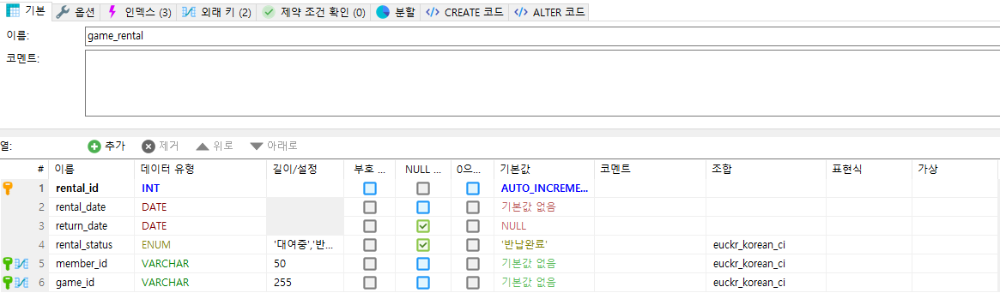 기본 옵션 인덱스 (3) 외래 키 (2) 제약 조건 확인 (0) 분할 CREATE 코드 ALTER 코드
이름: game_rental
코멘트:
열: 추가 제거 위로 아래로
# 이름 데이터 유형 길이/설정 부호 ... NULL ... 0으... 기본값 코멘트 조합 표현식 가상
1 rental_id INT AUTO_INCREME...
2 rental_date DATE 기본값 없음
3 return_date DATE NULL
4 rental_status ENUM '대여중','반... '반납완료' euckr_korean_ci
5 member_id VARCHAR 50 기본값 없음 euckr_korean_ci
6 game_id VARCHAR 255 기본값 없음 euckr_korean_ci